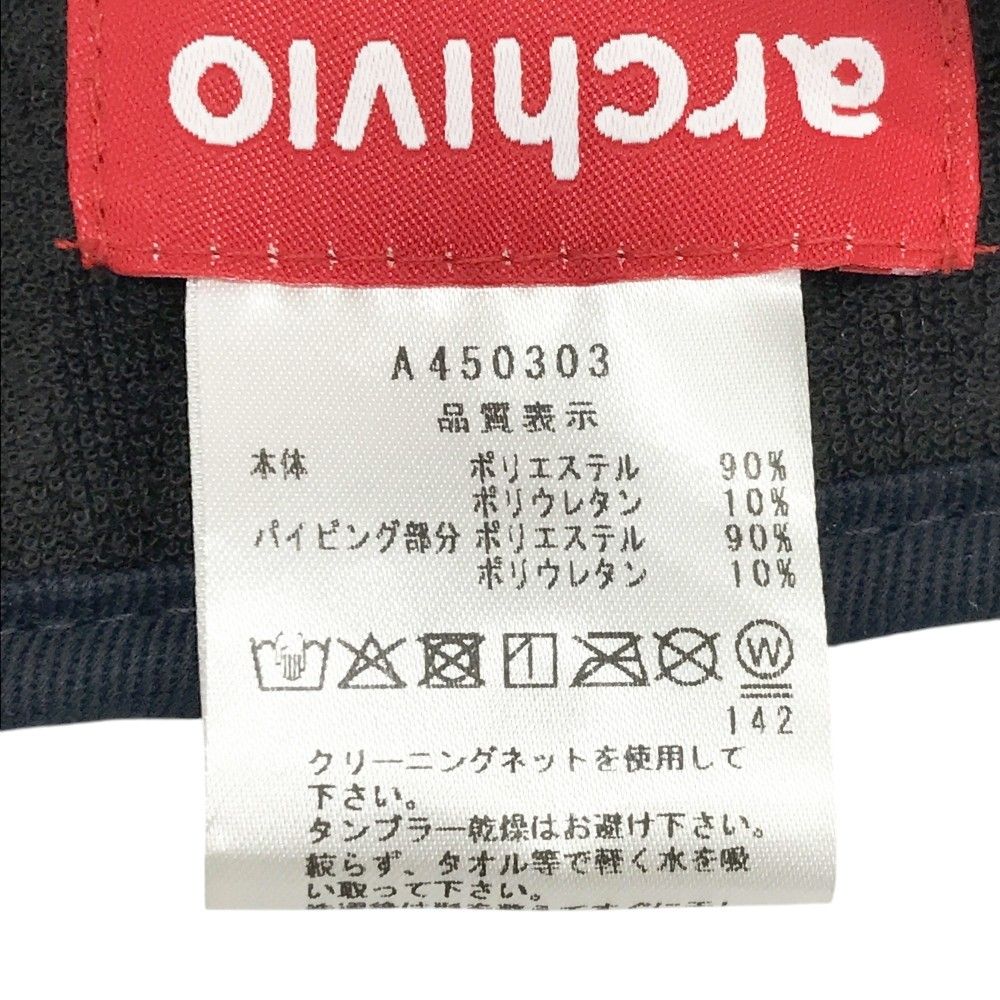 archivio
A450303
品質表示
本体 ポリエステル 90%
ポリウレタン 10%
パイピング部分 ポリエステル 90%
ポリウレタン 10%
W
142
クリーニングネットを使用して
下さい。
タンブラー乾燥はお避け下さい。
絞らず、タオル等で軽く水を吸
い取って下さい。